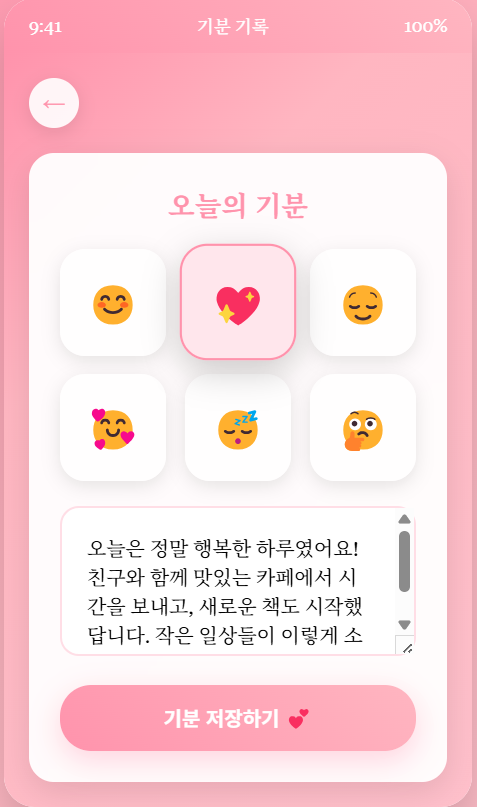 9:41 기분 기록 100%
←
오늘의 기분
오늘은 정말 행복한 하루였어요!
친구와 함께 맛있는 카페에서 시
간을 보내고, 새로운 책도 시작했
답니다. 작은 일상들이 이렇게 소
기분 저장하기 💕